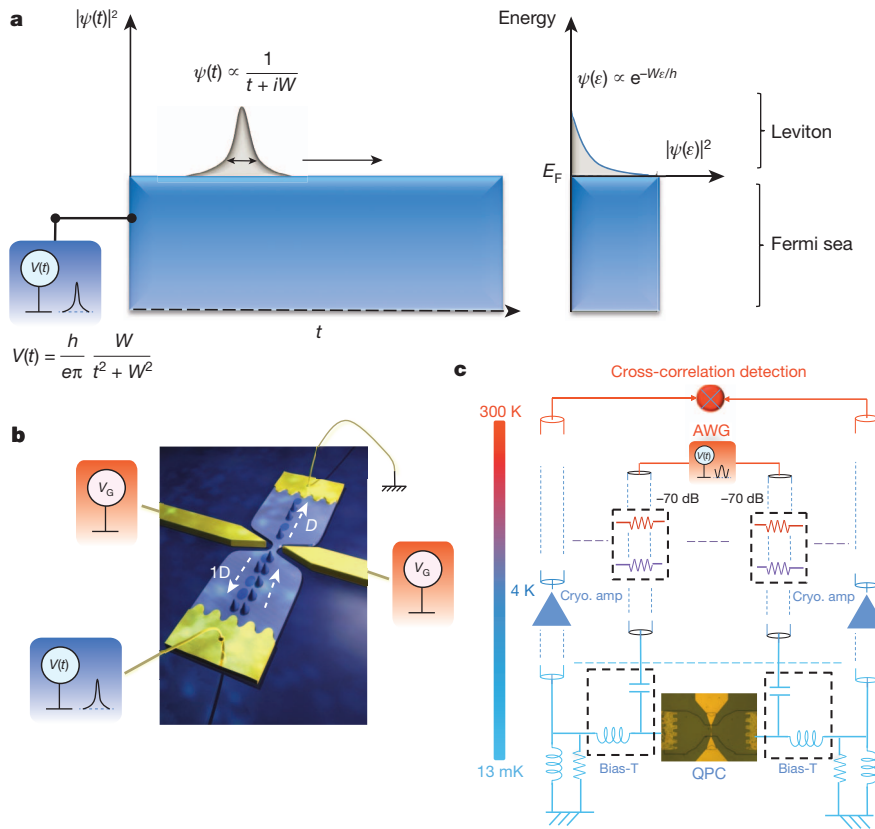 a
|ψ(t)|²
ψ(t) ∝ 1 / (t + iW)
V(t)
t
V(t) = h/(eπ) W/(t² + W²)
Energy
ψ(ε) ∝ e^(−Wε/h)
|ψ(ε)|²
E_F
Leviton
Fermi sea
b
V_G
V_G
D
1D
V(t)
c
Cross-correlation detection
300 K
AWG
V(t)
–70 dB
–70 dB
4 K
Cryo. amp
Cryo. amp
Bias-T
QPC
Bias-T
13 mK